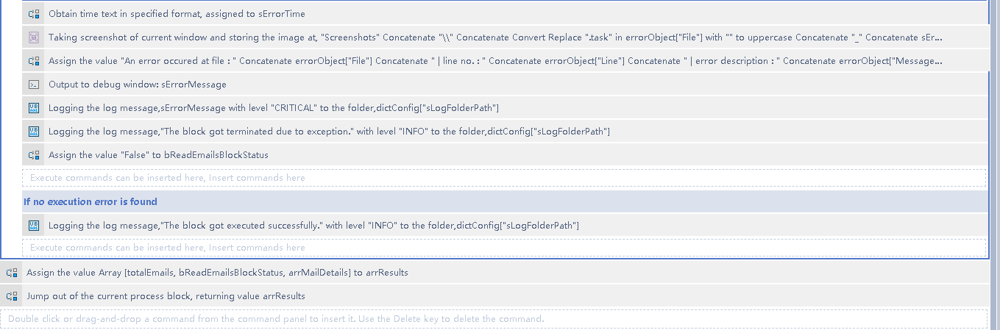 Obtain time text in specified format, assigned to sErrorTime
Taking screenshot of current window and storing the image at, "Screenshots" Concatenate "\\" Concatenate Convert Replace ".task" in errorObject["File"] with "" to uppercase Concatenate "_" Concatenate sEr...
Assign the value "An error occured at file : " Concatenate errorObject["File"] Concatenate " | line no. : " Concatenate errorObject["Line"] Concatenate " | error description : " Concatenate errorObject["Message...
Output to debug window: sErrorMessage
Logging the log message,sErrorMessage with level "CRITICAL" to the folder,dictConfig["sLogFolderPath"]
Logging the log message,"The block got terminated due to exception." with level "INFO" to the folder,dictConfig["sLogFolderPath"]
Assign the value "False" to bReadEmailsBlockStatus
Execute commands can be inserted here, Insert commands here
If no execution error is found
Logging the log message,"The block got executed successfully." with level "INFO" to the folder,dictConfig["sLogFolderPath"]
Execute commands can be inserted here, Insert commands here
Assign the value Array [totalEmails, bReadEmailsBlockStatus, arrMailDetails] to arrResults
Jump out of the current process block, returning value arrResults
Double click or drag-and-drop a command from the command panel to insert it. Use the Delete key to delete the command.